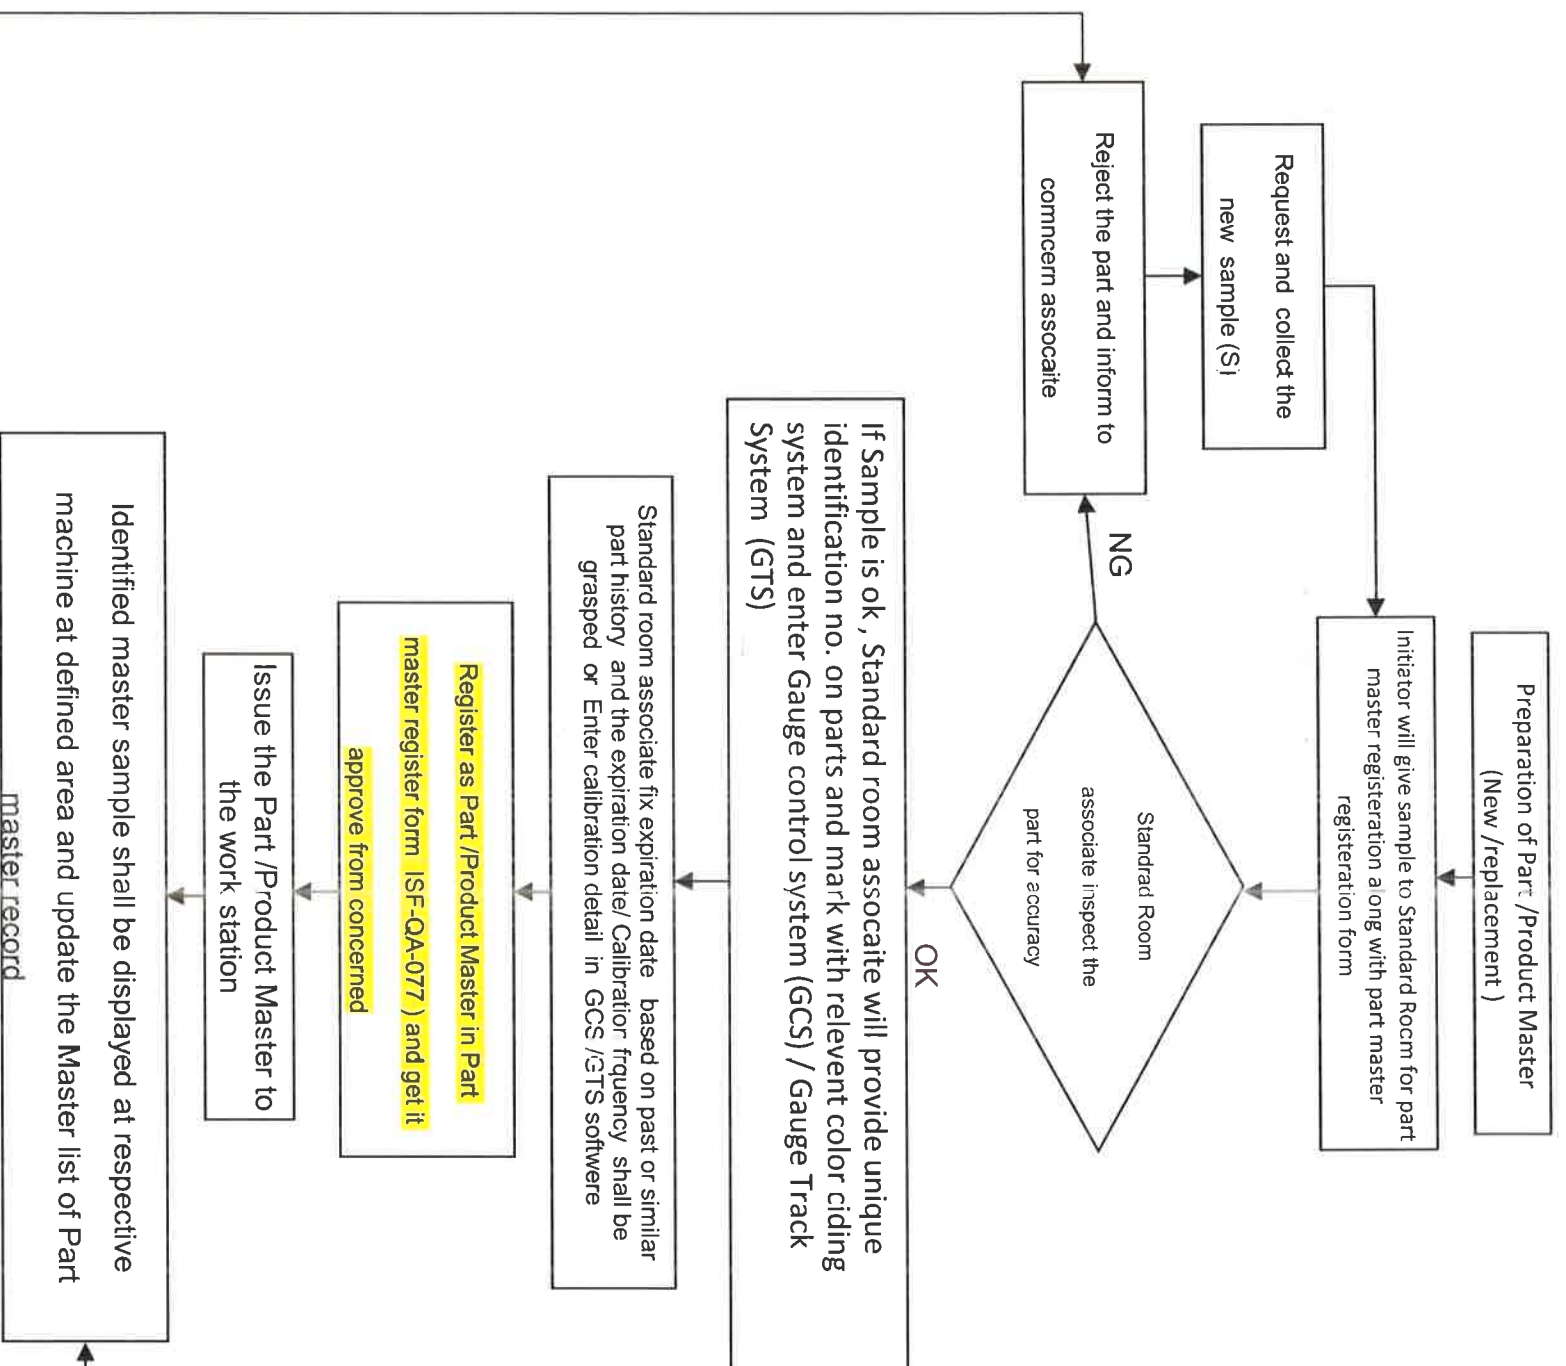 Preparation of Part /Product Master
(New /replacement )
Initiator will give sample to Standard Rocm for part
master registeration along with part master
registeration form
Request and collect the
new sample (S)
Reject the part and inform to
comncern assocaite
NG
Standrad Room
associate inspect the
part for accuracy
OK
If Sample is ok , Standard room assocaite will provide unique
identification no. on parts and mark with relevent color ciding
system and enter Gauge control system (GCS) / Gauge Track
System (GTS)
Standard room associate fix expiration date based on past or similar
part history and the expiration date/ Calibratior frquency shall be
grasped or Enter calibration detail in GCS /GTS softwere
Register as Part /Product Master in Part
master register form ISF-QA-077 ) and get it
approve from concerned
Issue the Part /Product Master to
the work station
Identified master sample shall be displayed at respective
machine at defined area and update the Master list of Part
master record